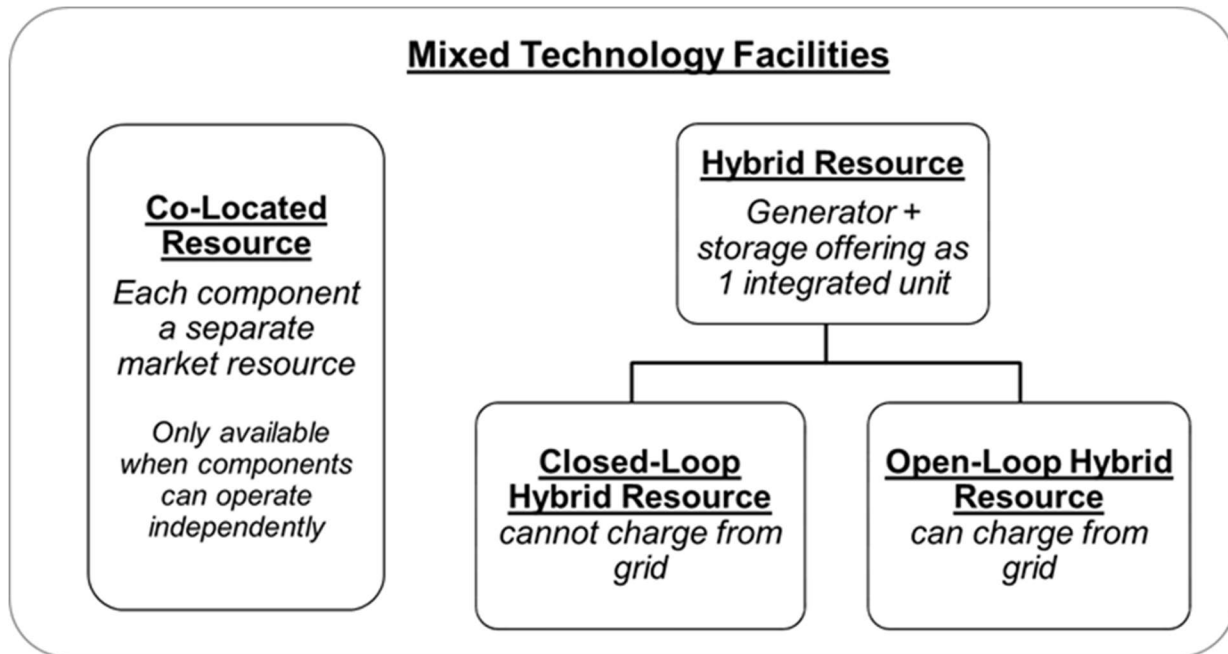 Mixed Technology Facilities
Co-Located
Resource
Each component
a separate
market resource
Only available
when components
can operate
independently
Hybrid Resource
Generator +
storage offering as
1 integrated unit
Closed-Loop
Hybrid Resource
cannot charge from
grid
Open-Loop Hybrid
Resource
can charge from
grid